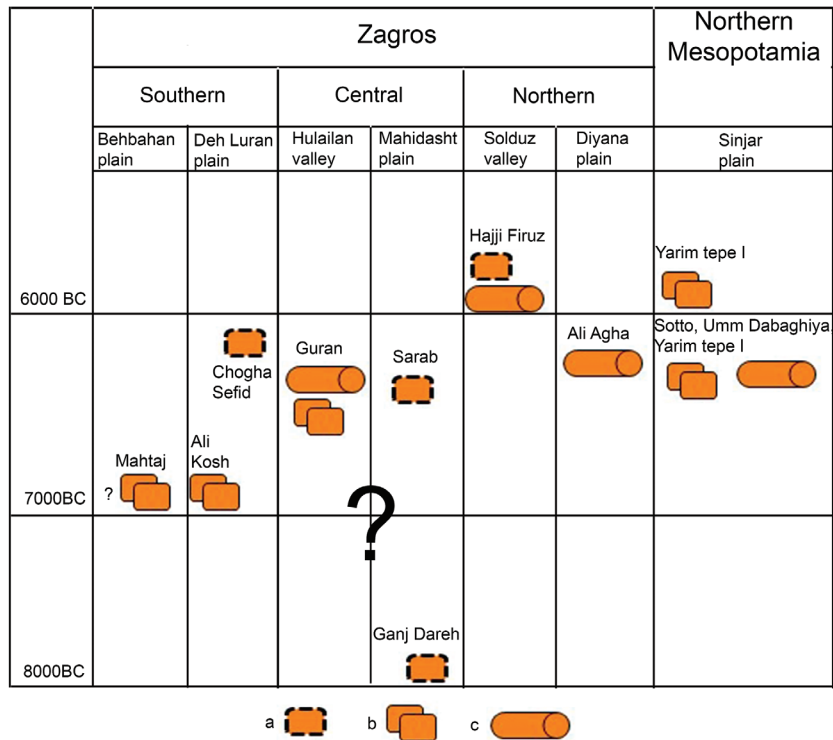 Zagros
Northern
Mesopotamia
Southern
Central
Northern
Behbahan
plain
Deh Luran
plain
Hulailan
valley
Mahidasht
plain
Solduz
valley
Diyana
plain
Sinjar
plain
Hajji Firuz
Yarim tepe I
6000 BC
Sotto, Umm Dabaghiya,
Yarim tepe I
Ali Agha
Guran
Sarab
Chogha
Sefid
Ali
Kosh
Mahtaj
?
7000BC
?
Ganj Dareh
8000BC
a
b
c